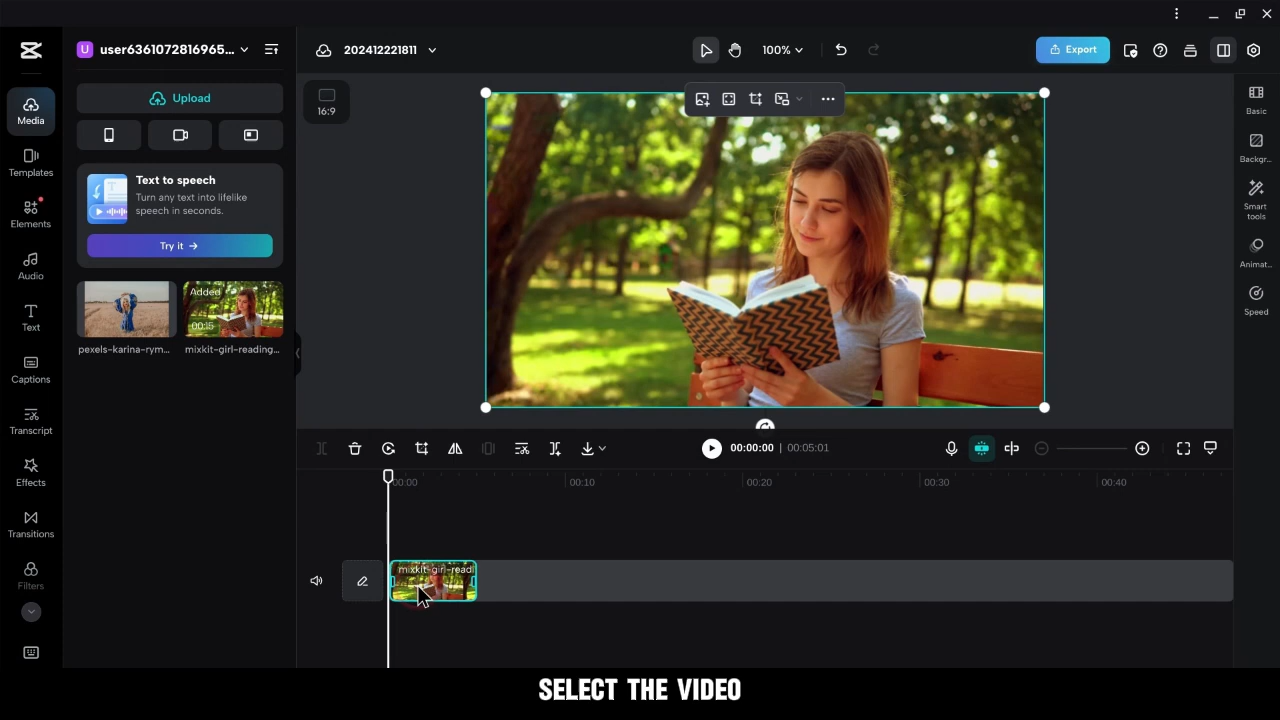 user6361072816965...
202412221811
100%
Export
Media
Templates
Elements
Audio
Text
Captions
Transcript
Effects
Transitions
Filters
Upload
Text to speech
Turn any text into lifelike
speech in seconds.
Try it →
Added
00:15
pexels-karina-rym...
mixkit-girl-reading...
16:9
Basic
Backgr...
Smart
tools
Animat...
Speed
00:00:00 | 00:05:01
00:00
00:10
00:20
00:30
00:40
mixkit-girl-readi
SELECT THE VIDEO